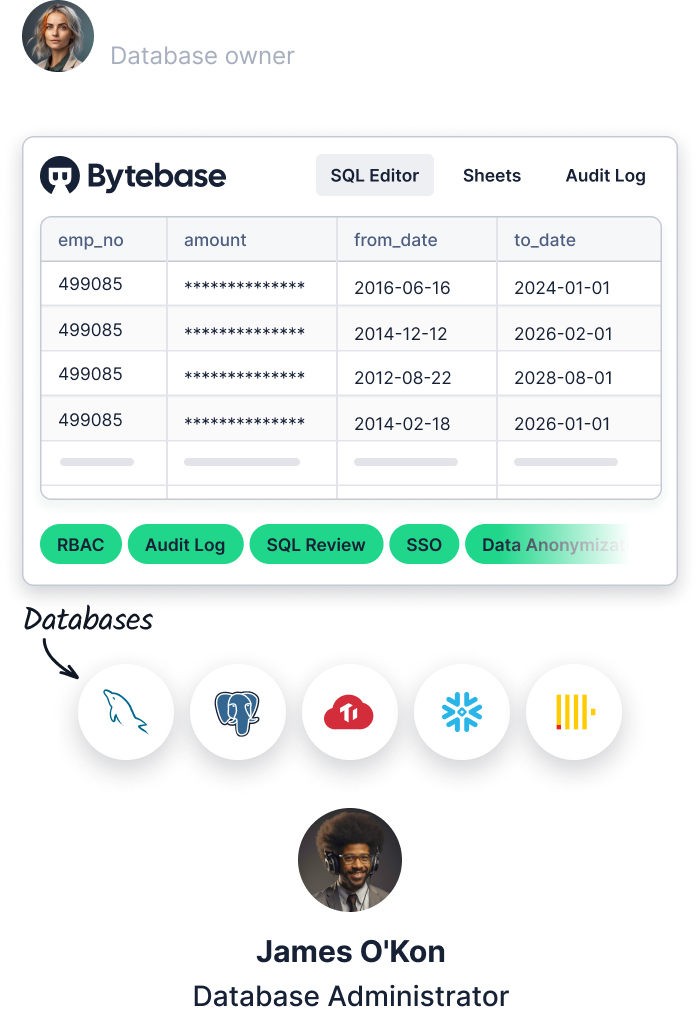 Database owner
Bytebase
SQL Editor Sheets Audit Log
emp_no amount from_date to_date
499085 ************** 2016-06-16 2024-01-01
499085 ************** 2014-12-12 2026-02-01
499085 ************** 2012-08-22 2028-08-01
499085 ************** 2014-02-18 2026-01-01
RBAC Audit Log SQL Review SSO Data Anonymizat
Databases
James O'Kon
Database Administrator